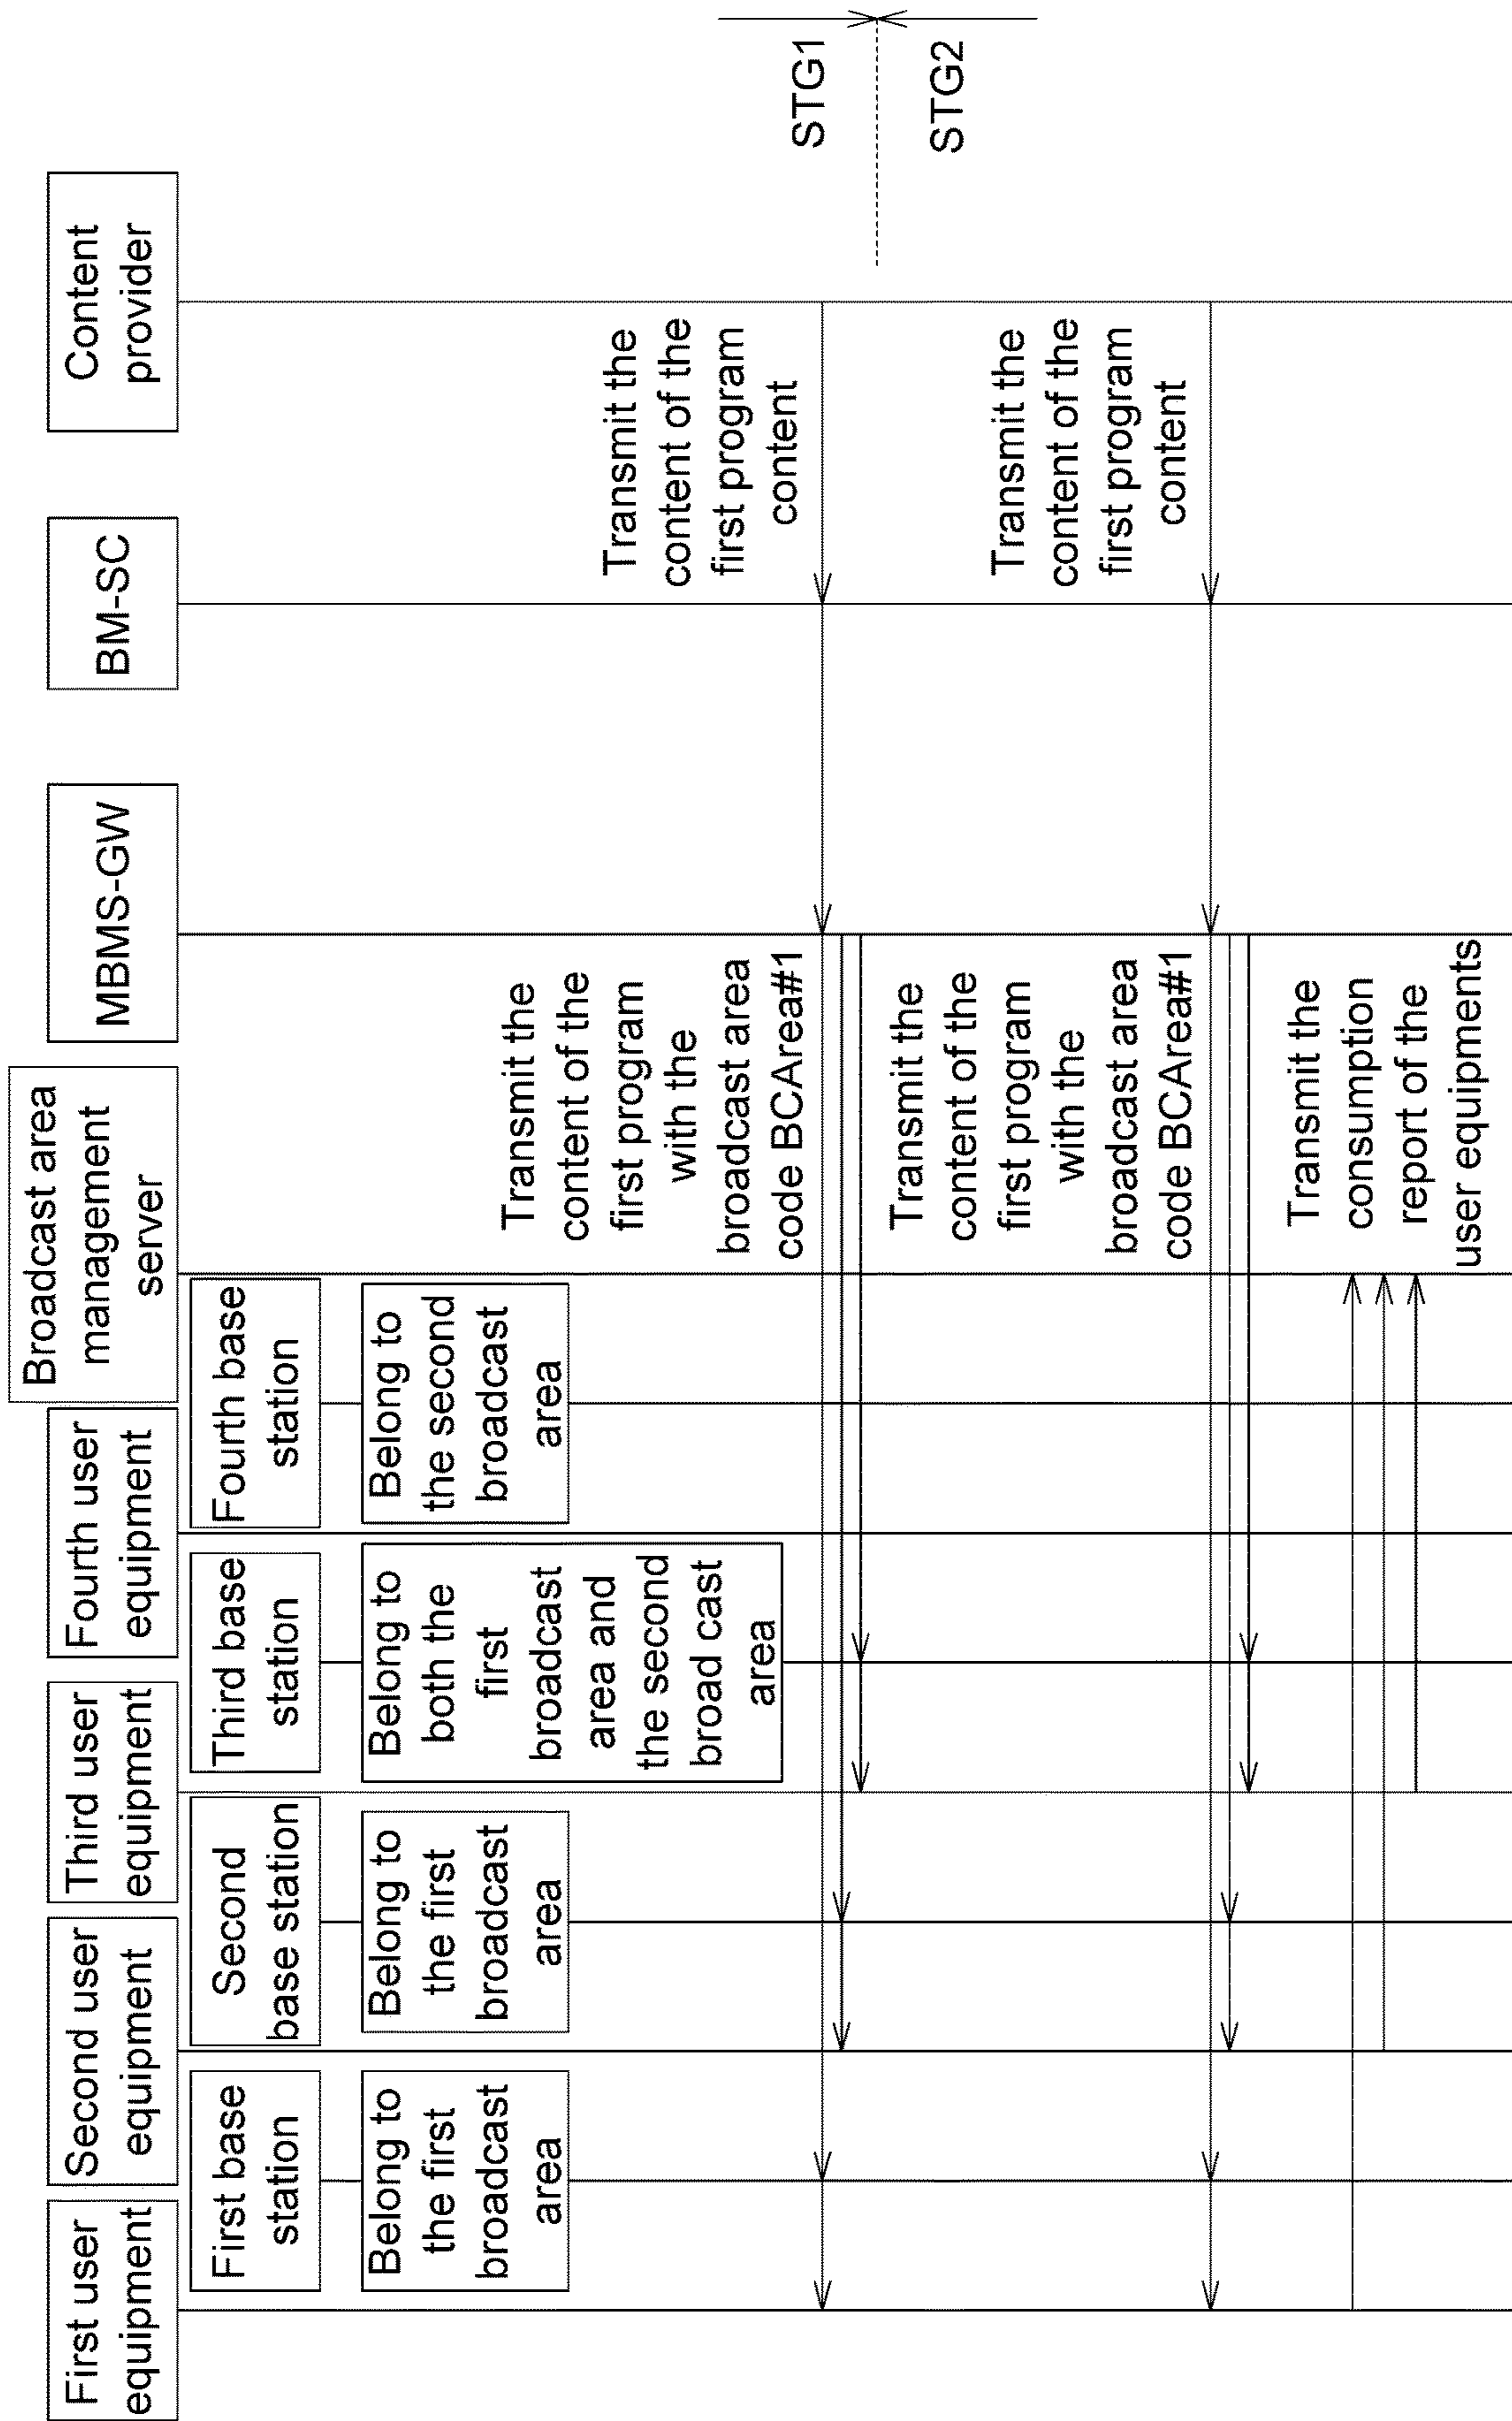 First user
equipment
Second user
equipment
Third user
equipment
Fourth user
equipment
Broadcast area
management
server
MBMS-GW
BM-SC
Content
provider
First base
station
Second
base station
Third base
station
Fourth base
station
Belong to
the first
broadcast
area
Belong to
the first
broadcast
area
Belong to
both the
first
broadcast
area and
the second
broad cast
area
Belong to
the second
broadcast
area
Transmit the
content of the
first program
with the
broadcast area
code BCArea#1
Transmit the
content of the
first program
content
STG1
STG2
Transmit the
content of the
first program
with the
broadcast area
code BCArea#1
Transmit the
content of the
first program
content
Transmit the
consumption
report of the
user equipments